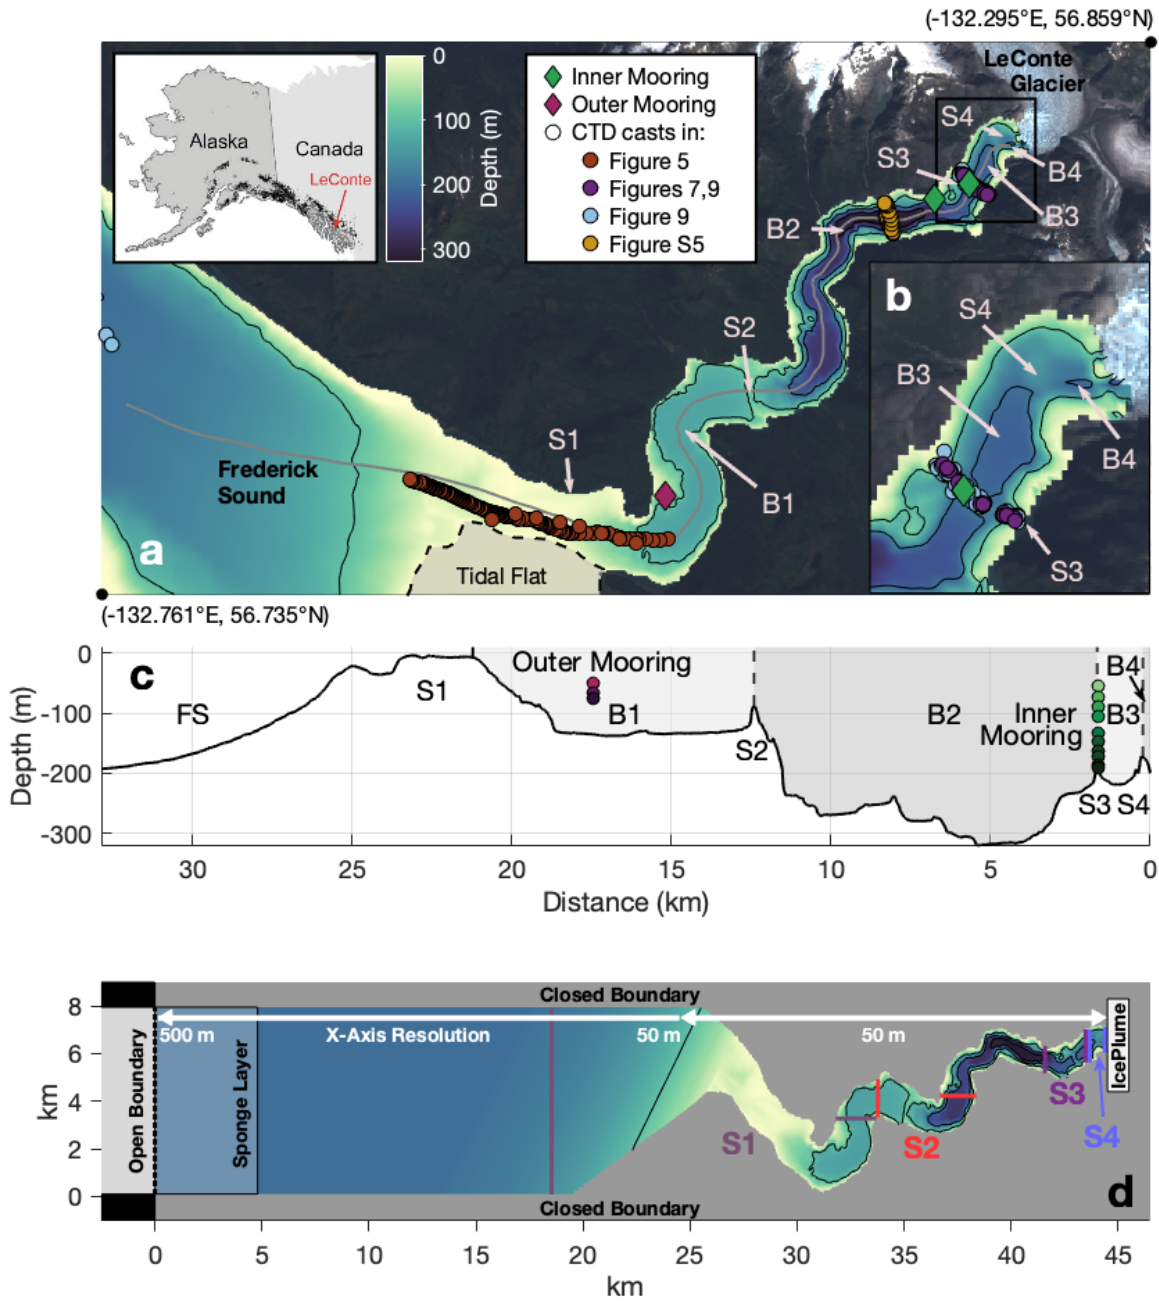 (-132.295°E, 56.859°N)
Alaska
Canada
LeConte
0
100
200
300
Depth (m)
Inner Mooring
Outer Mooring
CTD casts in:
Figure 5
Figures 7,9
Figure 9
Figure S5
LeConte
Glacier
S4
S3
B4
B3
B2
S2
S1
B1
Frederick
Sound
Tidal Flat
a
b
S4
B3
B4
S3
(-132.761°E, 56.735°N)
c
0
-100
-200
-300
Depth (m)
FS
S1
Outer Mooring
B1
S2
B2
Inner
Mooring
B4
B3
S3 S4
30
25
20
15
10
5
0
Distance (km)
8
6
4
2
0
km
Closed Boundary
Open Boundary
Sponge Layer
500 m
X-Axis Resolution
50 m
50 m
IcePlume
S1
S2
S3
S4
d
Closed Boundary
0
5
10
15
20
25
30
35
40
45
km